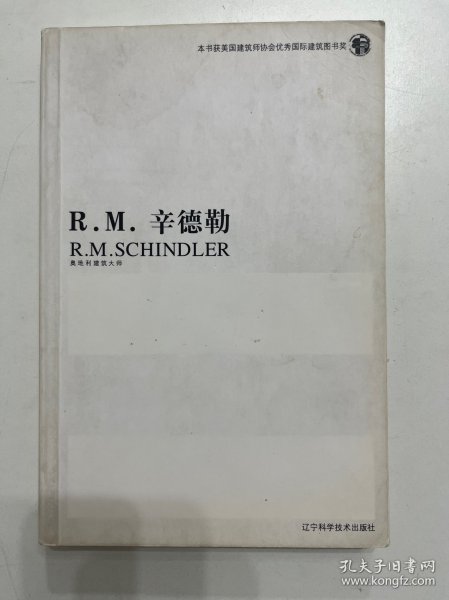 本书获美国建筑师协会优秀国际建筑图书奖
R.M. 辛德勒
R.M.SCHINDLER
奥地利建筑大师
辽宁科学技术出版社
孔夫子旧书网
www.kongfz.com